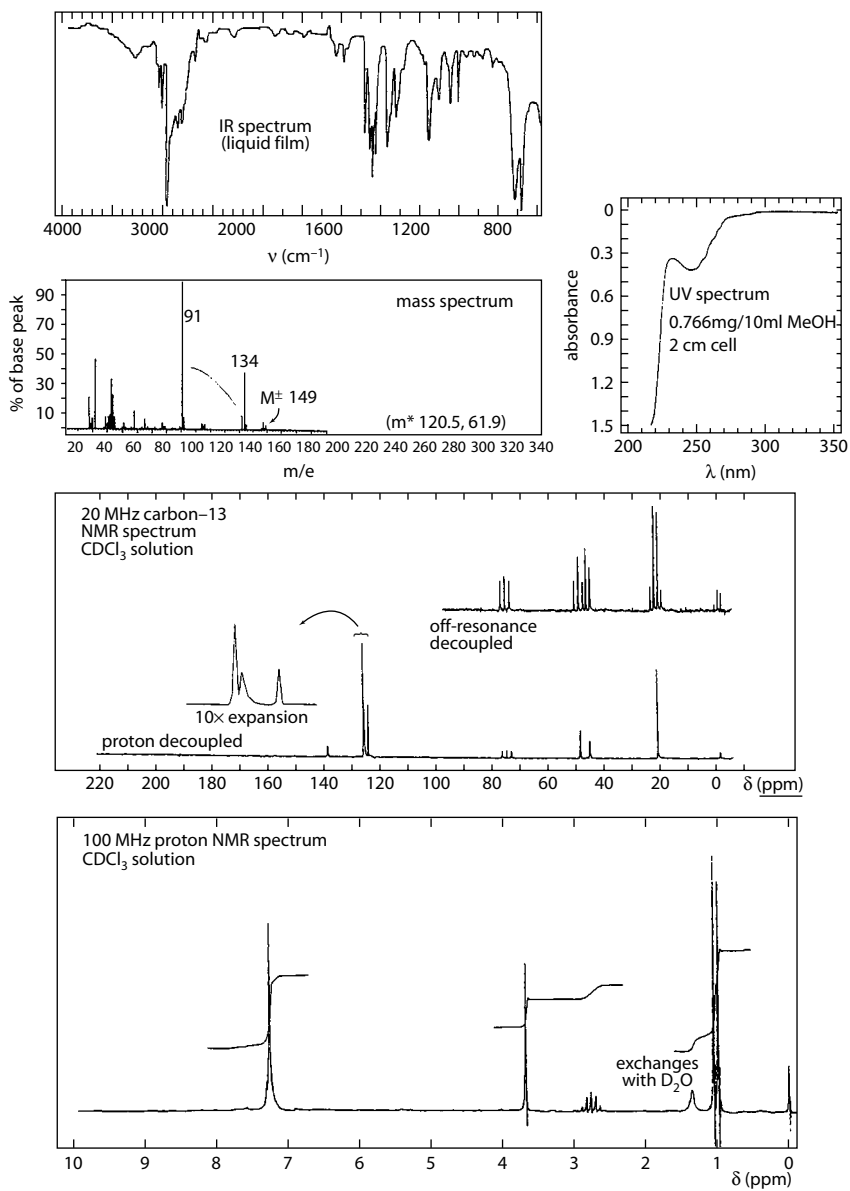 IR spectrum
(liquid film)
4000 3000 2000 1600 1200 800
ν (cm⁻¹)
% of base peak
90
70
50
30
10
91
134
M± 149
mass spectrum
(m* 120.5, 61.9)
20 40 60 80 100 120 140 160 180 200 220 240 260 280 300 320 340
m/e
absorbance
0
0.3
0.6
0.9
1.2
1.5
UV spectrum
0.766mg/10ml MeOH
2 cm cell
200 250 300 350
λ (nm)
20 MHz carbon–13
NMR spectrum
CDCl₃ solution
off-resonance
decoupled
10× expansion
proton decoupled
220 200 180 160 140 120 100 80 60 40 20 0 δ (ppm)
100 MHz proton NMR spectrum
CDCl₃ solution
exchanges
with D₂O
10 9 8 7 6 5 4 3 2 1 0
δ (ppm)